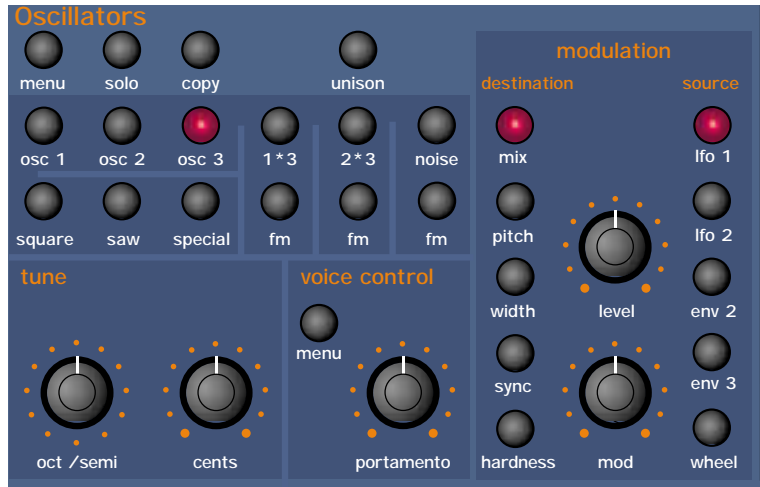 Oscillators
menu solo copy unison
osc 1 osc 2 osc 3 1*3 2*3 noise
square saw special fm fm fm
tune
oct /semi cents
voice control
menu
portamento
modulation
destination source
mix lfo 1
pitch lfo 2
width level env 2
sync env 3
hardness mod wheel